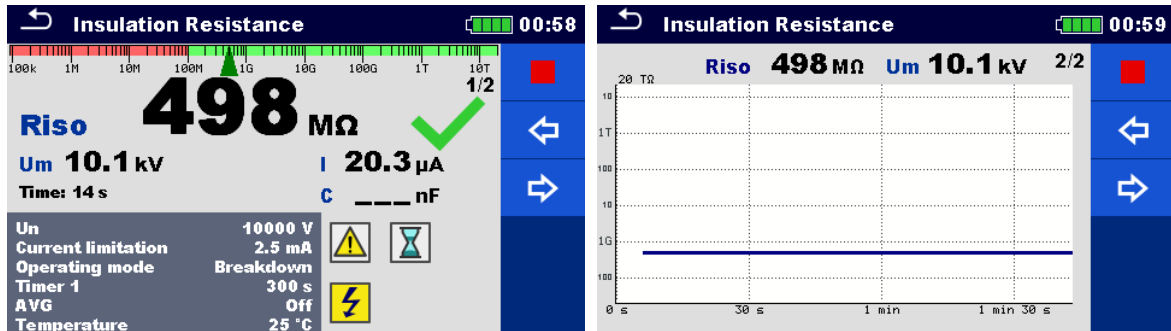 Insulation Resistance 00:58
100k 1M 10M 100M 1G 10G 100G 1T 10T
1/2
Riso 498 MΩ
Um 10.1 kV I 20.3 µA
Time: 14 s C ___ nF
Un 10000 V
Current limitation 2.5 mA
Operating mode Breakdown
Timer 1 300 s
AVG Off
Temperature 25 °C
Insulation Resistance 00:59
Riso 498 MΩ Um 10.1 kV 2/2
20 TΩ
10
1T
100
10
1G
100
0 s 30 s 1 min 1 min 30 s